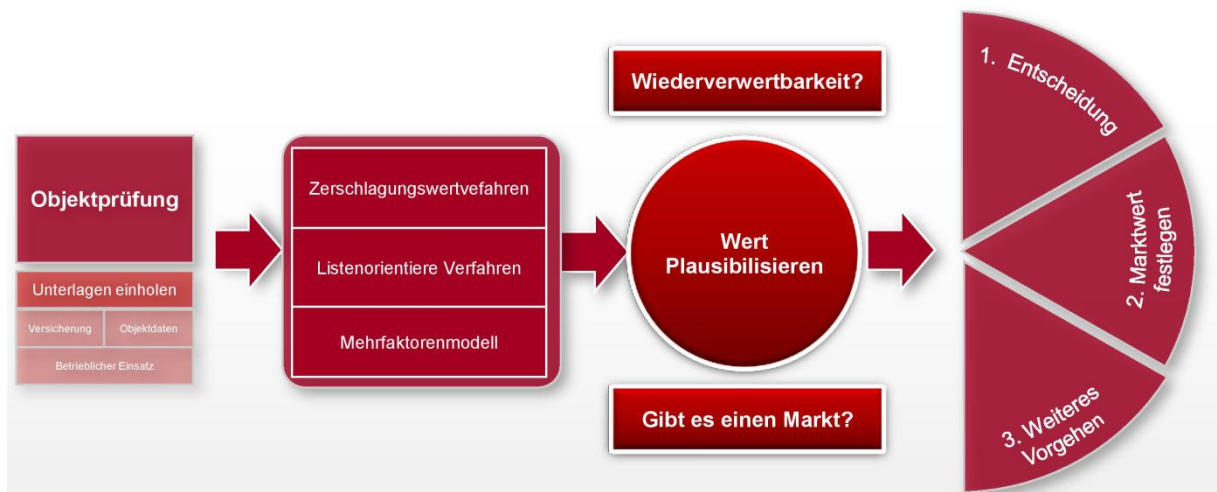 Objektprüfung
Unterlagen einholen
Versicherung
Objektdaten
Betrieblicher Einsatz
Zerschlagungswertvefahren
Listenorientiere Verfahren
Mehrfaktorenmodell
Wiederverwertbarkeit?
Wert
Plausibilisieren
Gibt es einen Markt?
1. Entscheidung
2. Marktwert
festlegen
3. Weiteres
Vorgehen